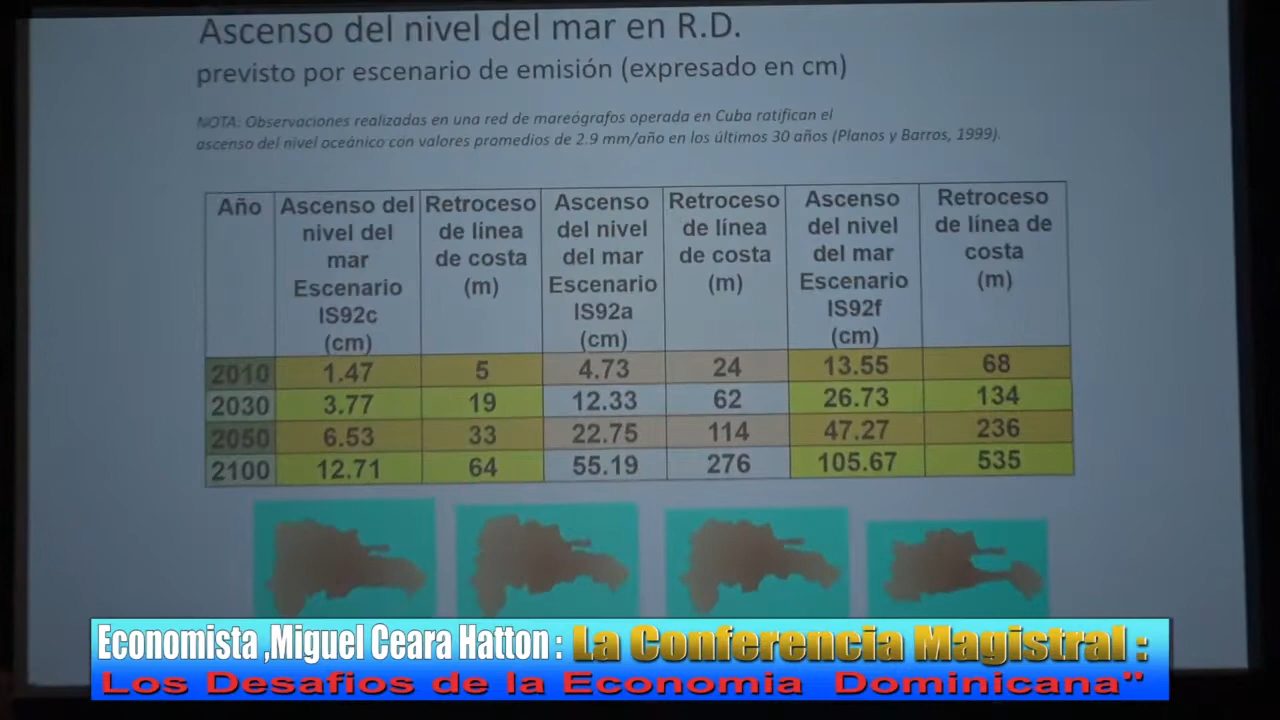 Ascenso del nivel del mar en R.D.
previsto por escenario de emisión (expresado en cm)
NOTA: Observaciones realizadas en una red de mareógrafos operada en Cuba ratifican el
ascenso del nivel oceánico con valores promedios de 2.9 mm/año en los últimos 30 años (Planos y Barros, 1999).
Año | Ascenso del nivel del mar Escenario IS92c (cm) | Retroceso de línea de costa (m) | Ascenso del nivel del mar Escenario IS92a (cm) | Retroceso de línea de costa (m) | Ascenso del nivel del mar Escenario IS92f (cm) | Retroceso de línea de costa (m)
2010 | 1.47 | 5 | 4.73 | 24 | 13.55 | 68
2030 | 3.77 | 19 | 12.33 | 62 | 26.73 | 134
2050 | 6.53 | 33 | 22.75 | 114 | 47.27 | 236
2100 | 12.71 | 64 | 55.19 | 276 | 105.67 | 535
Economista ,Miguel Ceara Hatton : La Conferencia Magistral :
Los Desafios de la Economia Dominicana"